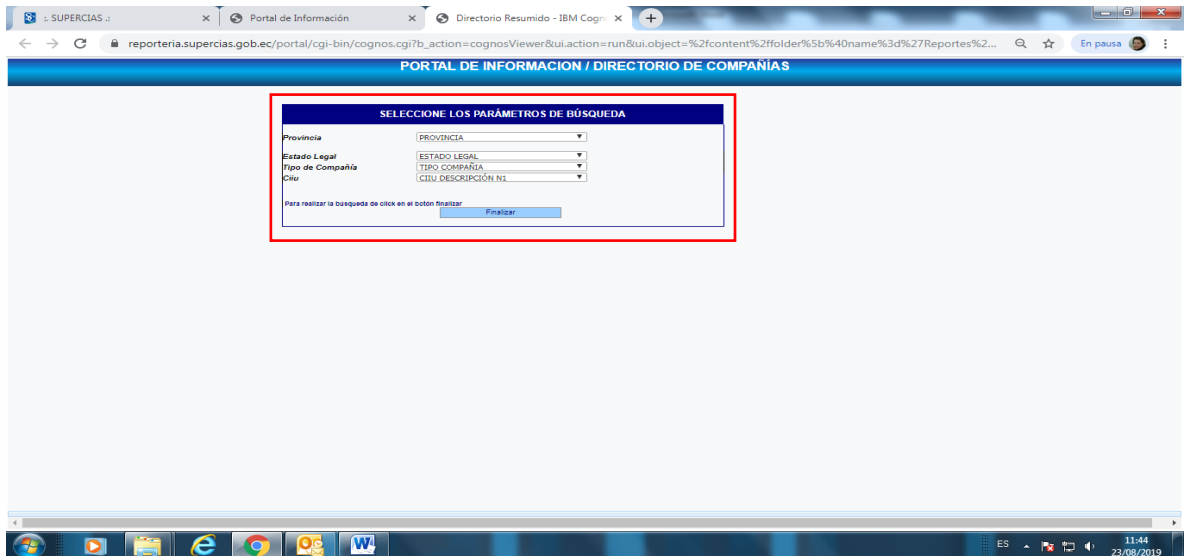 :. SUPERCIAS .:
Portal de Información
Directorio Resumido - IBM Cogn
reporteria.supercias.gob.ec/portal/cgi-bin/cognos.cgi?b_action=cognosViewer&ui.action=run&ui.object=%2fcontent%2ffolder%5b%40name%3d%27Reportes%2...
En pausa
PORTAL DE INFORMACION / DIRECTORIO DE COMPAÑÍAS
SELECCIONE LOS PARÁMETROS DE BÚSQUEDA
Provincia PROVINCIA
Estado Legal ESTADO LEGAL
Tipo de Compañía TIPO COMPAÑIA
Ciiu CIIU DESCRIPCIÓN N1
Para realizar la búsqueda de click en el botón finalizar
Finalizar
ES
11:44
23/08/2019